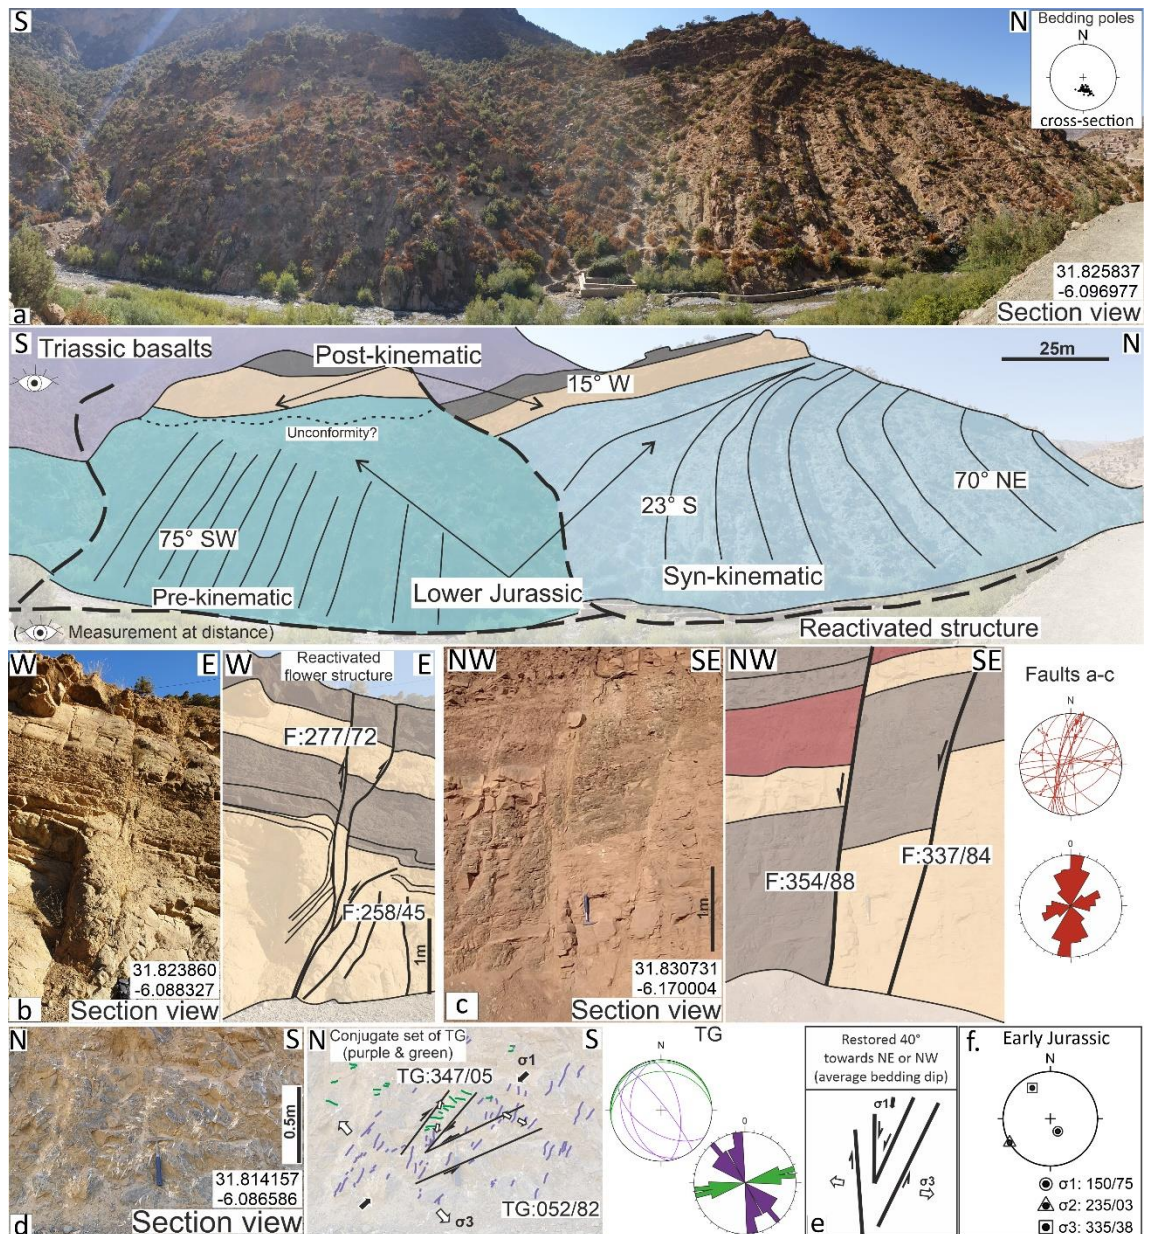 S
N
Bedding poles
N
cross-section
31.825837
-6.096977
Section view
a
S
Triassic basalts
Post-kinematic
25m
N
15° W
Unconformity?
75° SW
23° S
70° NE
Pre-kinematic
Lower Jurassic
Syn-kinematic
(Measurement at distance)
Reactivated structure
W
E
31.823860
-6.088327
b
Section view
W
Reactivated
flower structure
E
F:277/72
F:258/45
1m
NW
SE
1m
31.830731
-6.170004
c
Section view
NW
SE
F:337/84
F:354/88
Faults a-c
N
0
N
S
0.5m
31.814157
-6.086586
d
Section view
N
Conjugate set of TG
(purple & green)
S
TG:347/05
σ1
σ3
TG:052/82
TG
N
0
Restored 40°
towards NE or NW
(average bedding dip)
σ1
σ3
e
f.
Early Jurassic
N
σ1: 150/75
σ2: 235/03
σ3: 335/38